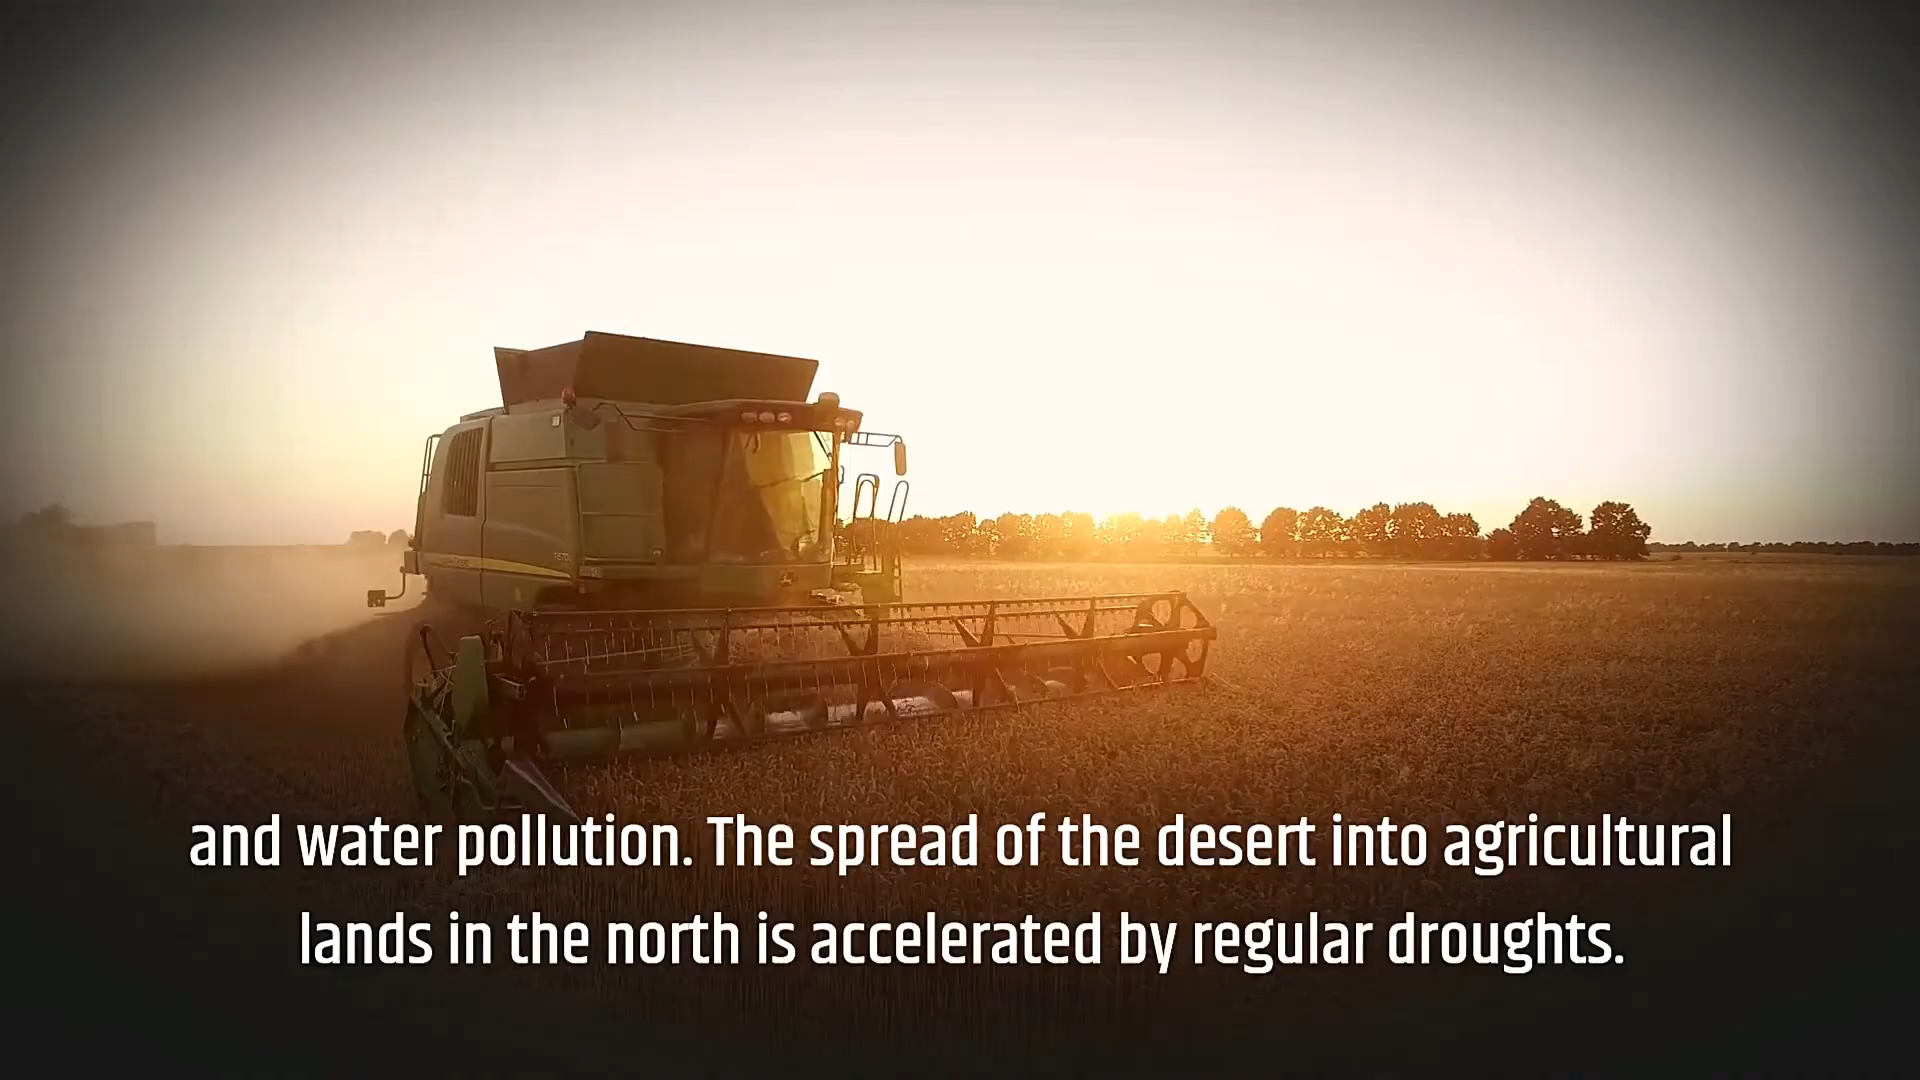 and water pollution. The spread of the desert into agricultural
lands in the north is accelerated by regular droughts.